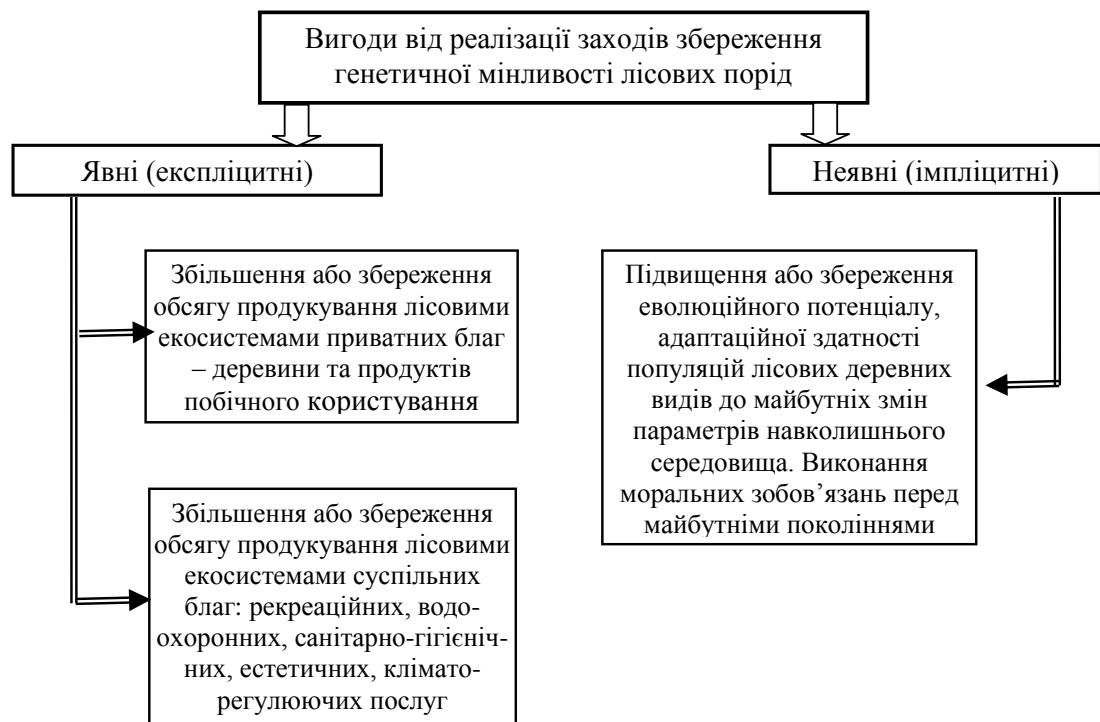 Вигоди від реалізації заходів збереження
генетичної мінливості лісових порід
Явні (експліцитні)
Неявні (імпліцитні)
Збільшення або збереження
обсягу продукування лісовими
екосистемами приватних благ
– деревини та продуктів
побічного користування
Підвищення або збереження
еволюційного потенціалу,
адаптаційної здатності
популяцій лісових деревних
видів до майбутніх змін
параметрів навколишнього
середовища. Виконання
моральних зобов’язань перед
майбутніми поколіннями
Збільшення або збереження
обсягу продукування лісовими
екосистемами суспільних
благ: рекреаційних, водо-
охоронних, санітарно-гігієніч-
них, естетичних, клімато-
регулюючих послуг